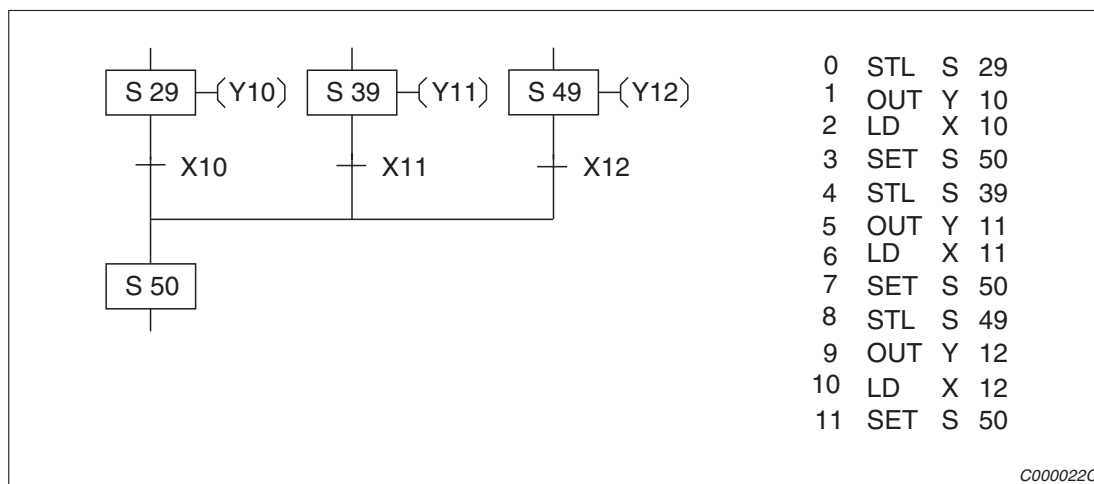 S 29 (Y10) S 39 (Y11) S 49 (Y12)
X10 X11 X12
S 50
0 STL S 29
1 OUT Y 10
2 LD X 10
3 SET S 50
4 STL S 39
5 OUT Y 11
6 LD X 11
7 SET S 50
8 STL S 49
9 OUT Y 12
10 LD X 12
11 SET S 50
C000022C